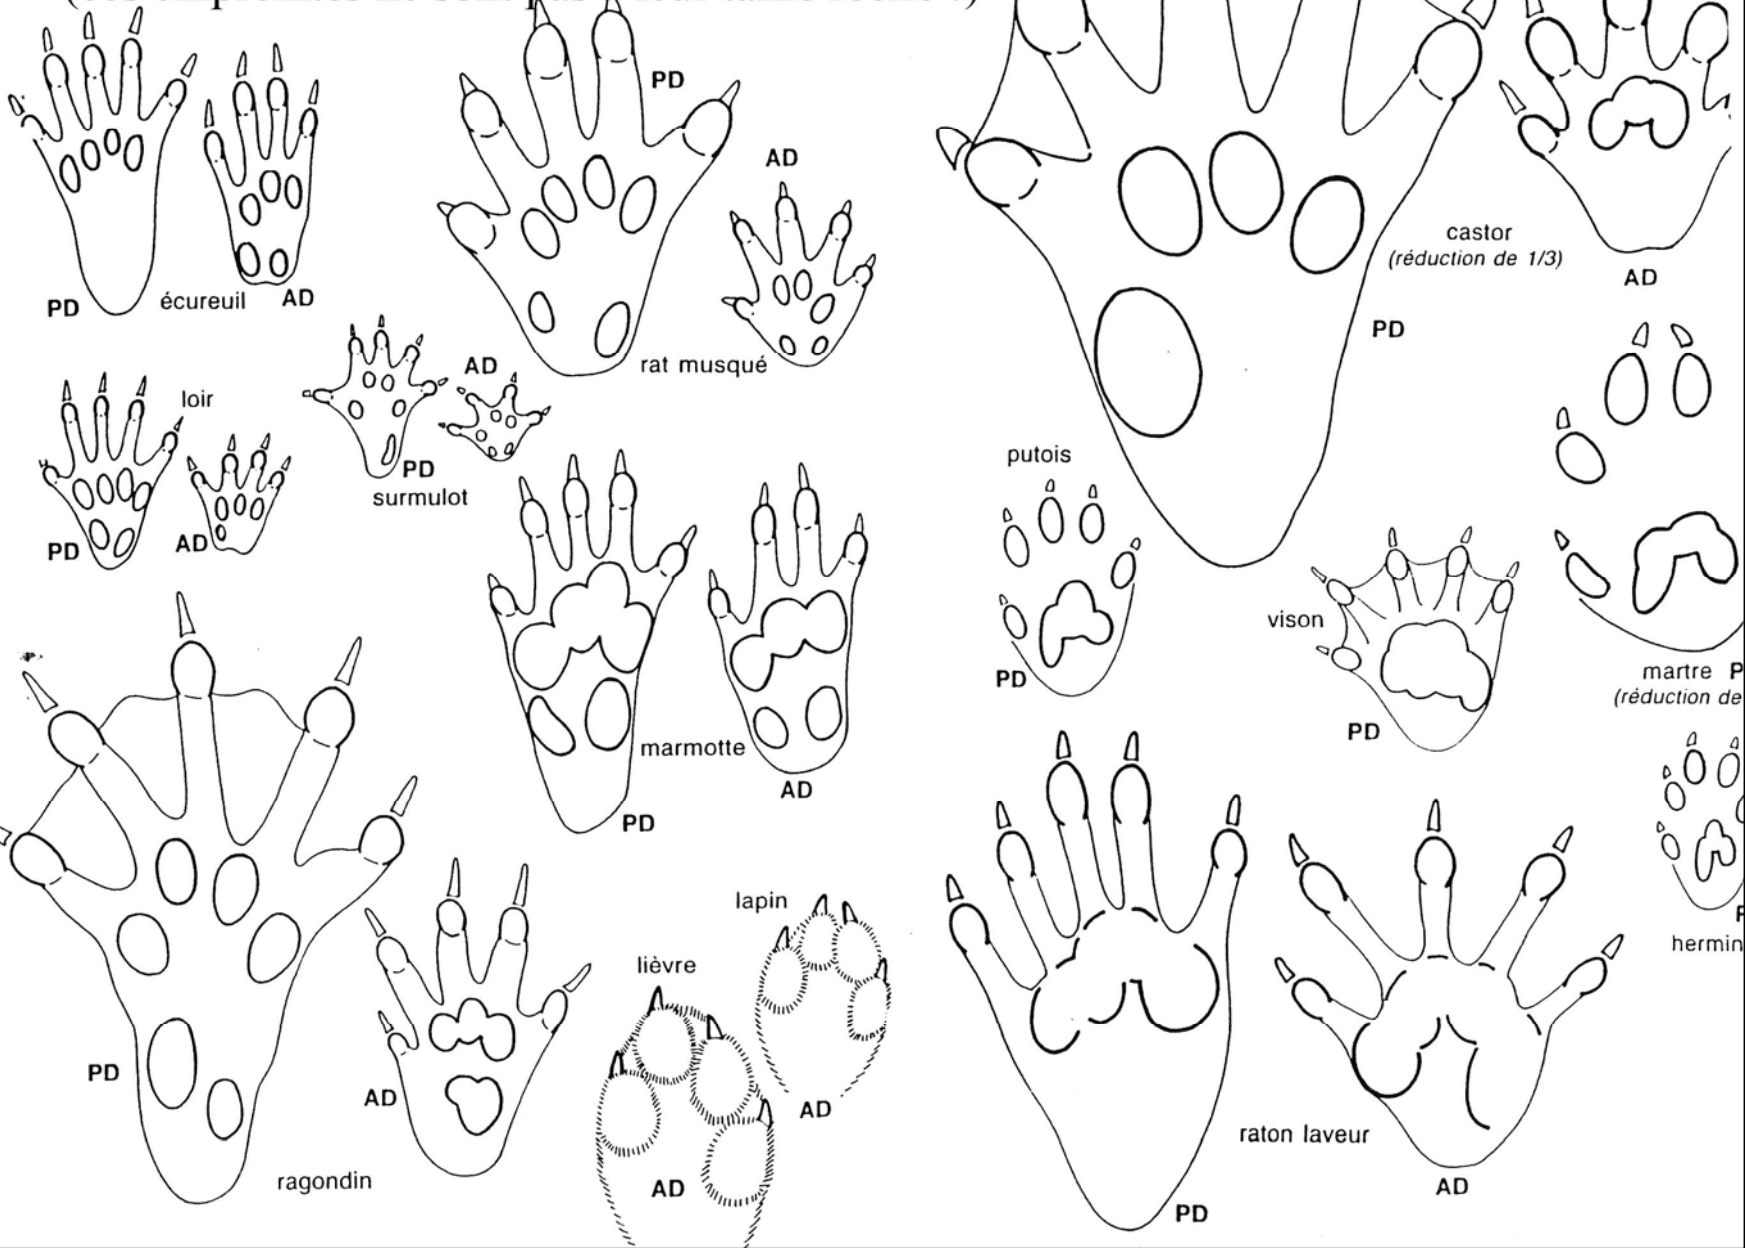 PD
AD
castor
(réduction de 1/3)
AD
PD
écureuil
AD
PD
rat musqué
AD
loir
PD
surmulot
putois
PD
AD
vison
martre
(réduction de
PD
marmotte
PD
AD
PD
lapin
lièvre
PD
AD
AD
AD
raton laveur
ragondin
AD
PD